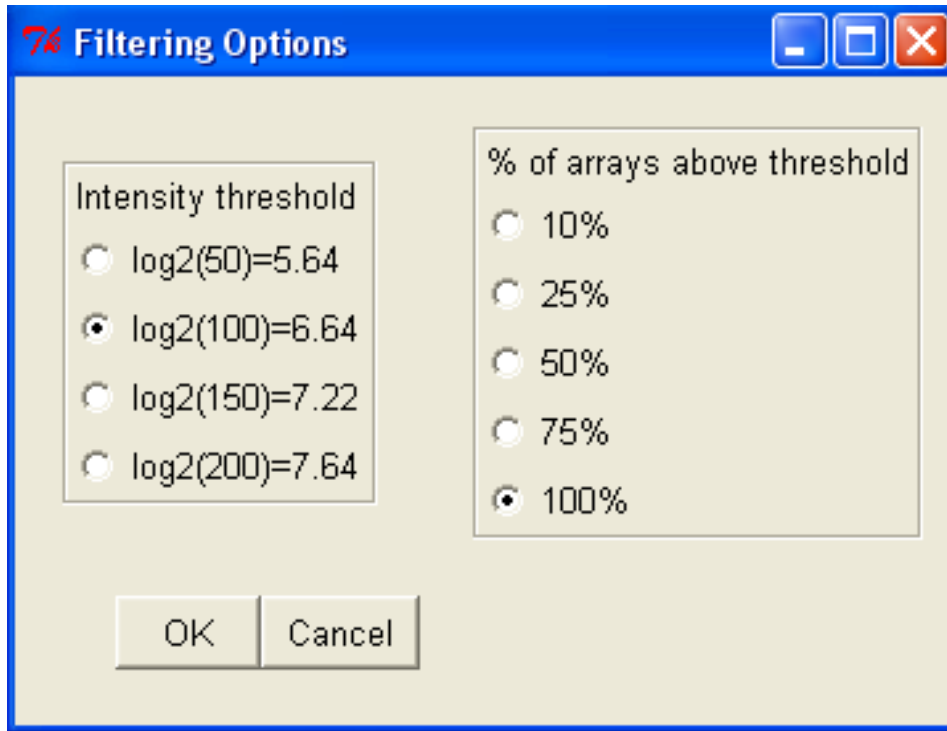 Filtering Options
Intensity threshold
log2(50)=5.64
log2(100)=6.64
log2(150)=7.22
log2(200)=7.64
% of arrays above threshold
10%
25%
50%
75%
100%
OK
Cancel